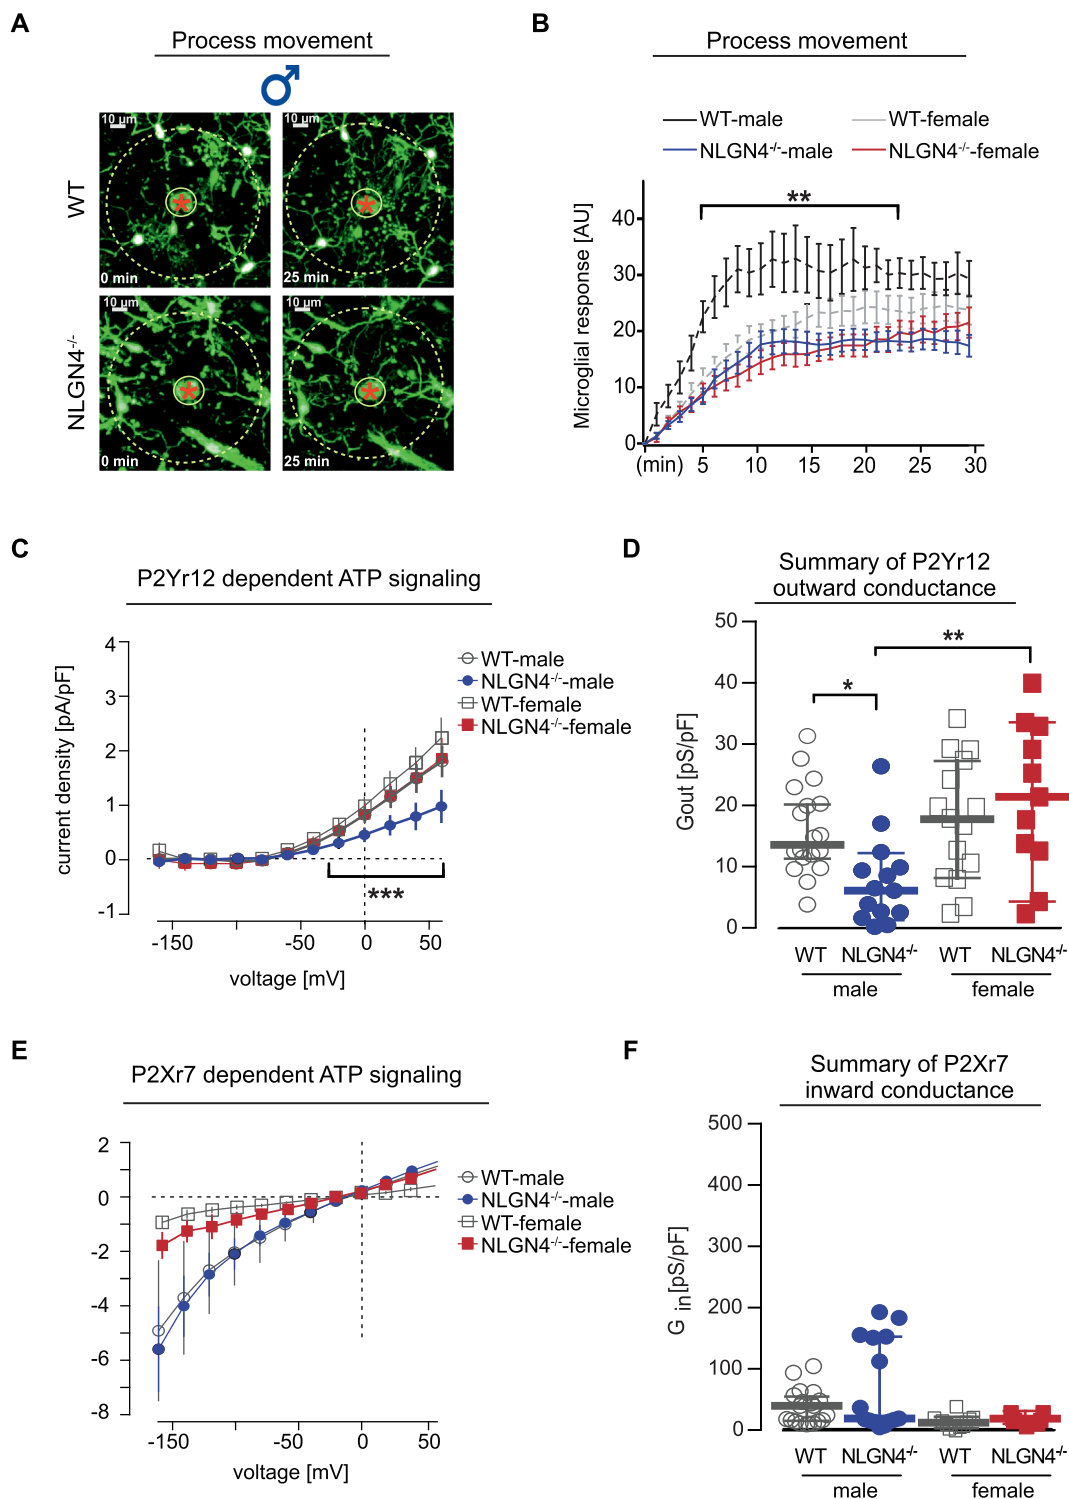 A
Process movement
10 µm
10 µm
WT
0 min
25 min
10 µm
10 µm
NLGN4-/-
0 min
25 min
B
Process movement
WT-male
WT-female
NLGN4-/--male
NLGN4-/--female
**
Microglial response [AU]
40
30
20
10
0
(min) 5 10 15 20 25 30
C
P2Yr12 dependent ATP signaling
current density [pA/pF]
4
3
2
1
0
-1
WT-male
NLGN4-/--male
WT-female
NLGN4-/--female
***
-150 -50 0 50
voltage [mV]
D
Summary of P2Yr12
outward conductance
Gout [pS/pF]
50
40
30
20
10
0
*
**
WT NLGN4-/- WT NLGN4-/-
male female
E
P2Xr7 dependent ATP signaling
2
0
-2
-4
-6
-8
WT-male
NLGN4-/--male
WT-female
NLGN4-/--female
-150 -50 0 50
voltage [mV]
F
Summary of P2Xr7
inward conductance
G in [pS/pF]
500
400
300
200
100
0
WT NLGN4-/- WT NLGN4-/-
male female